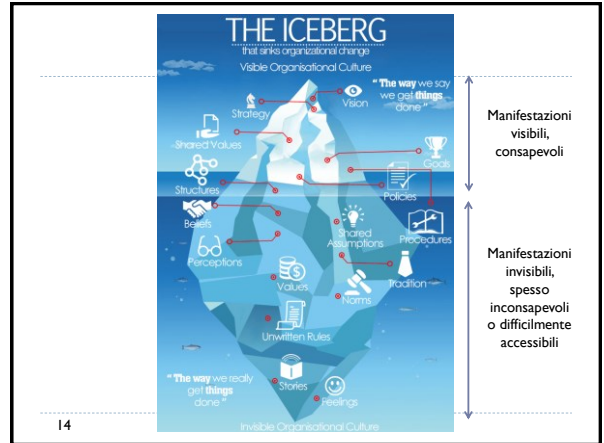 THE ICEBERG
that sinks organizational change
Visible Organisational Culture
"The way we say
we get things
done"
Vision
Strategy
Shared Values
Goals
Structures
Policies
Beliefs
Shared
Assumptions
Procedures
Perceptions
Tradition
Values
Norms
Unwritten Rules
Stories
"The way we really
get things
done"
Feelings
Invisible Organisational Culture
Manifestazioni
visibili,
consapevoli
Manifestazioni
invisibili,
spesso
inconsapevoli
o difficilmente
accessibili
14